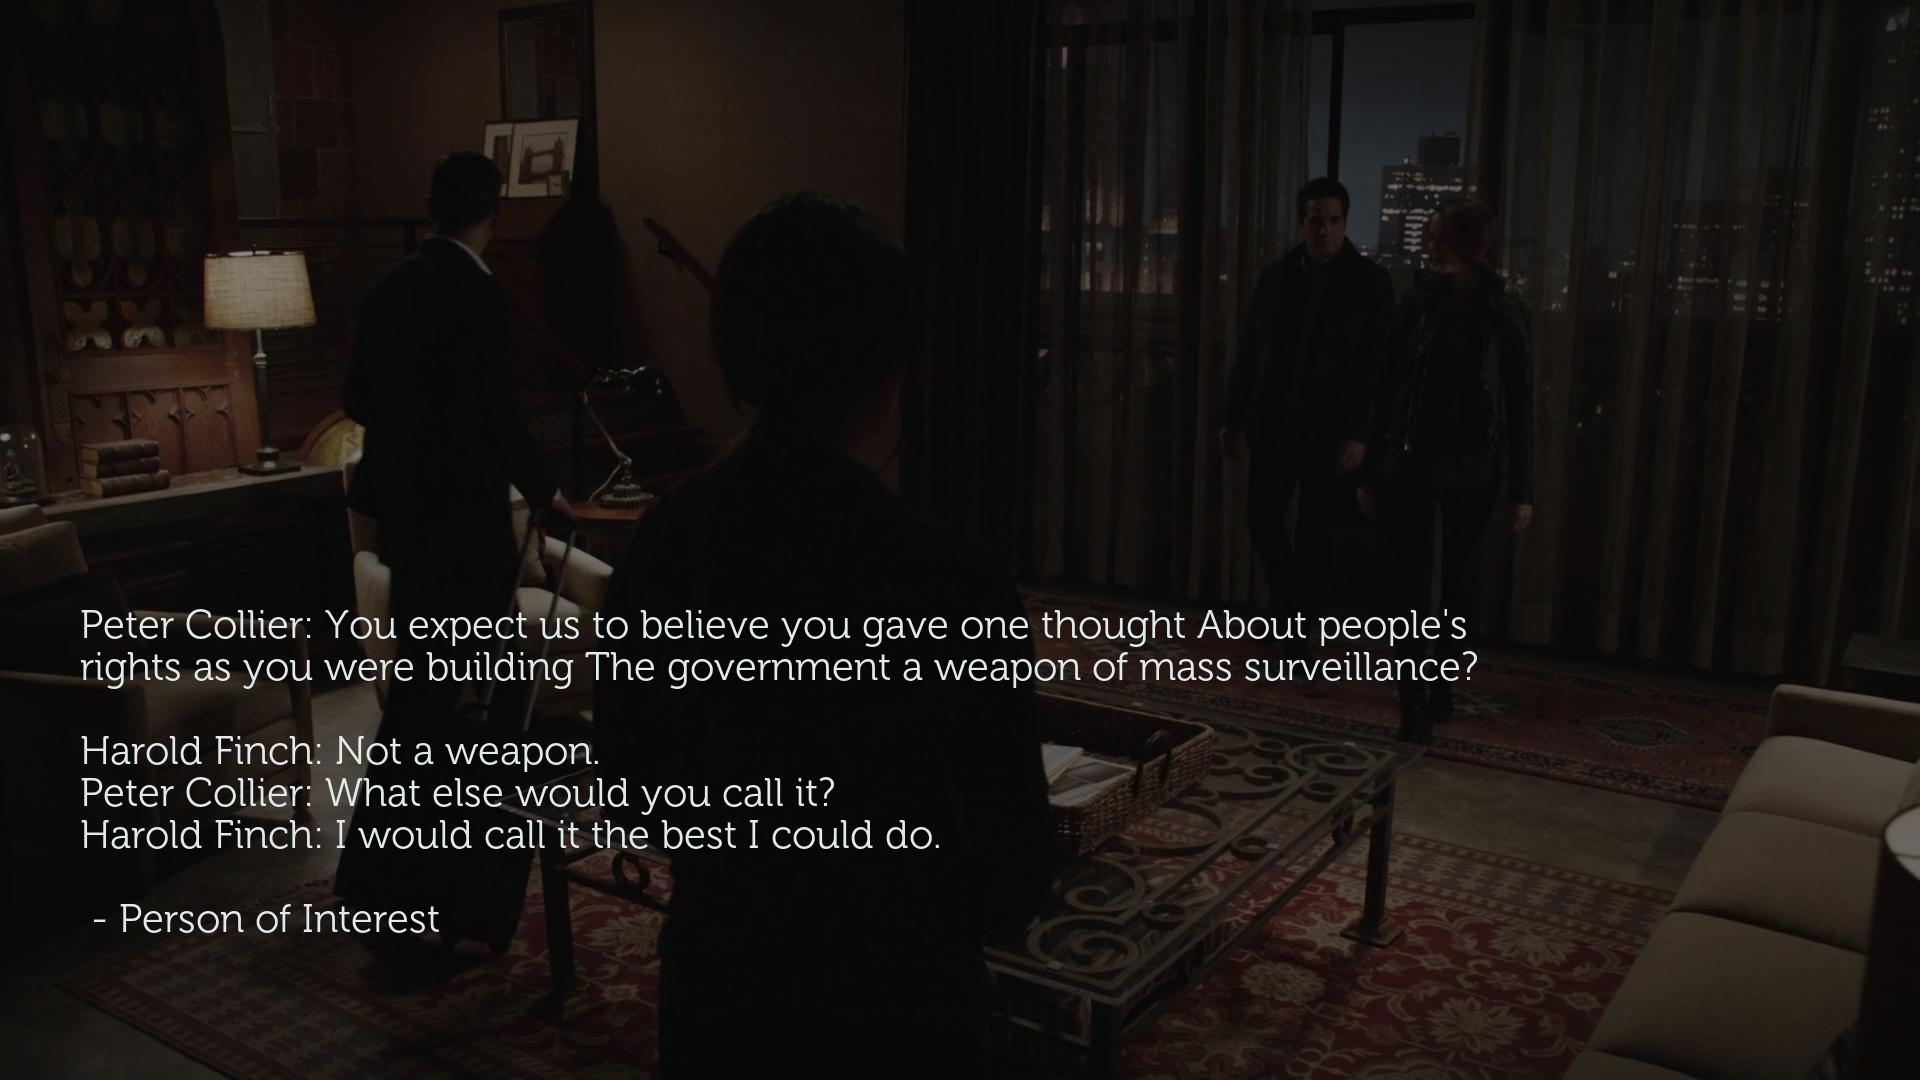 Peter Collier: You expect us to believe you gave one thought About people's
rights as you were building The government a weapon of mass surveillance?
Harold Finch: Not a weapon.
Peter Collier: What else would you call it?
Harold Finch: I would call it the best I could do.
- Person of Interest